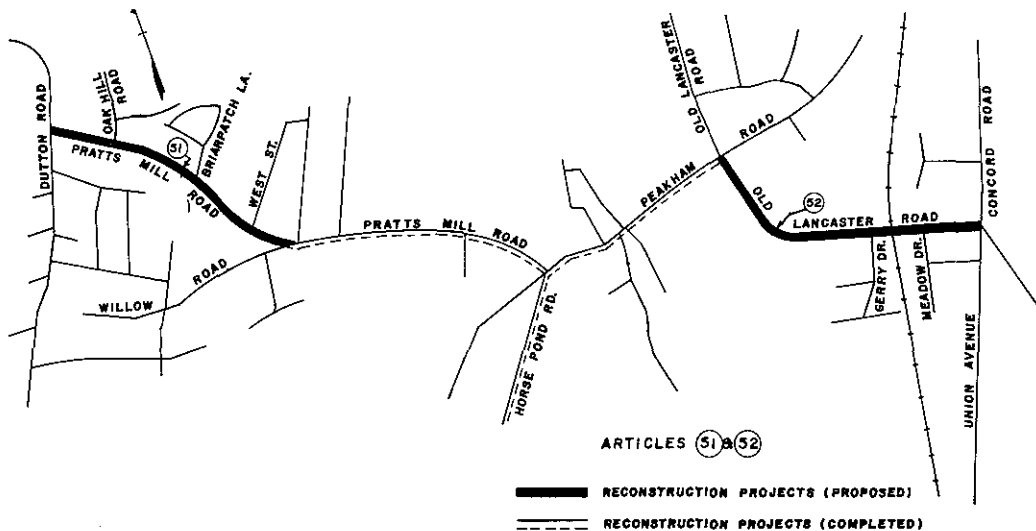 DUTTON ROAD
OAK HILL ROAD
BRIARPATCH LA.
51
PRATTS MILL ROAD
WEST ST.
WILLOW ROAD
PRATTS MILL ROAD
HORSE POND RD.
PEAKHAM ROAD
OLD LANCASTER ROAD
52
OLD LANCASTER ROAD
GERRY DR.
MEADOW DR.
CONCORD ROAD
UNION AVENUE
ARTICLES 51 & 52
RECONSTRUCTION PROJECTS (PROPOSED)
RECONSTRUCTION PROJECTS (COMPLETED)